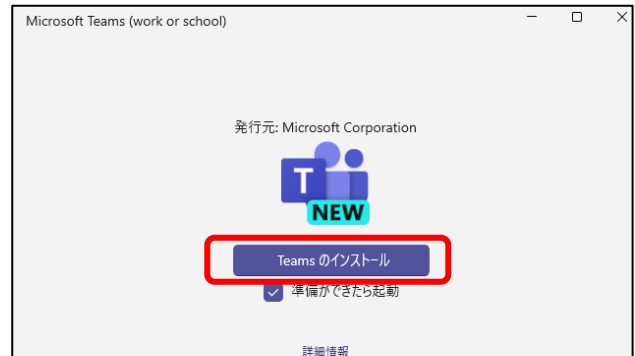 Microsoft Teams (work or school)
発行元: Microsoft Corporation
T
NEW
Teams のインストール
準備ができたら起動
詳細情報